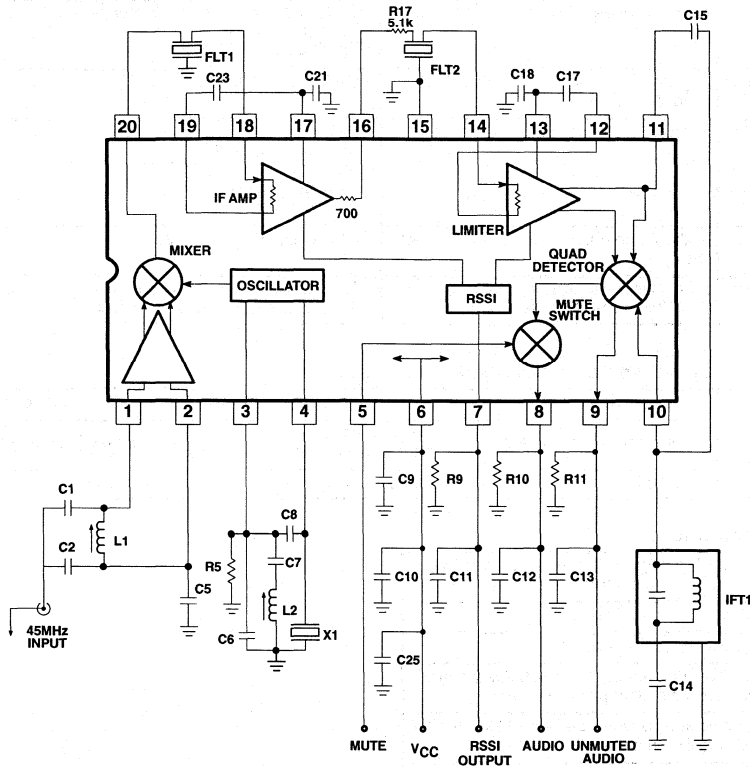 R17
5.1k
C15
FLT1
FLT2
C23
C21
C18
C17
20
19
18
17
16
15
14
13
12
11
IF AMP
700
LIMITER
MIXER
OSCILLATOR
RSSI
QUAD
DETECTOR
MUTE
SWITCH
1
2
3
4
5
6
7
8
9
10
C1
L1
C2
C5
45MHz
INPUT
C8
R5
C7
L2
C6
X1
C9
R9
R10
R11
C10
C11
C12
C13
C25
IFT1
C14
MUTE
VCC
RSSI
OUTPUT
AUDIO
UNMUTED
AUDIO